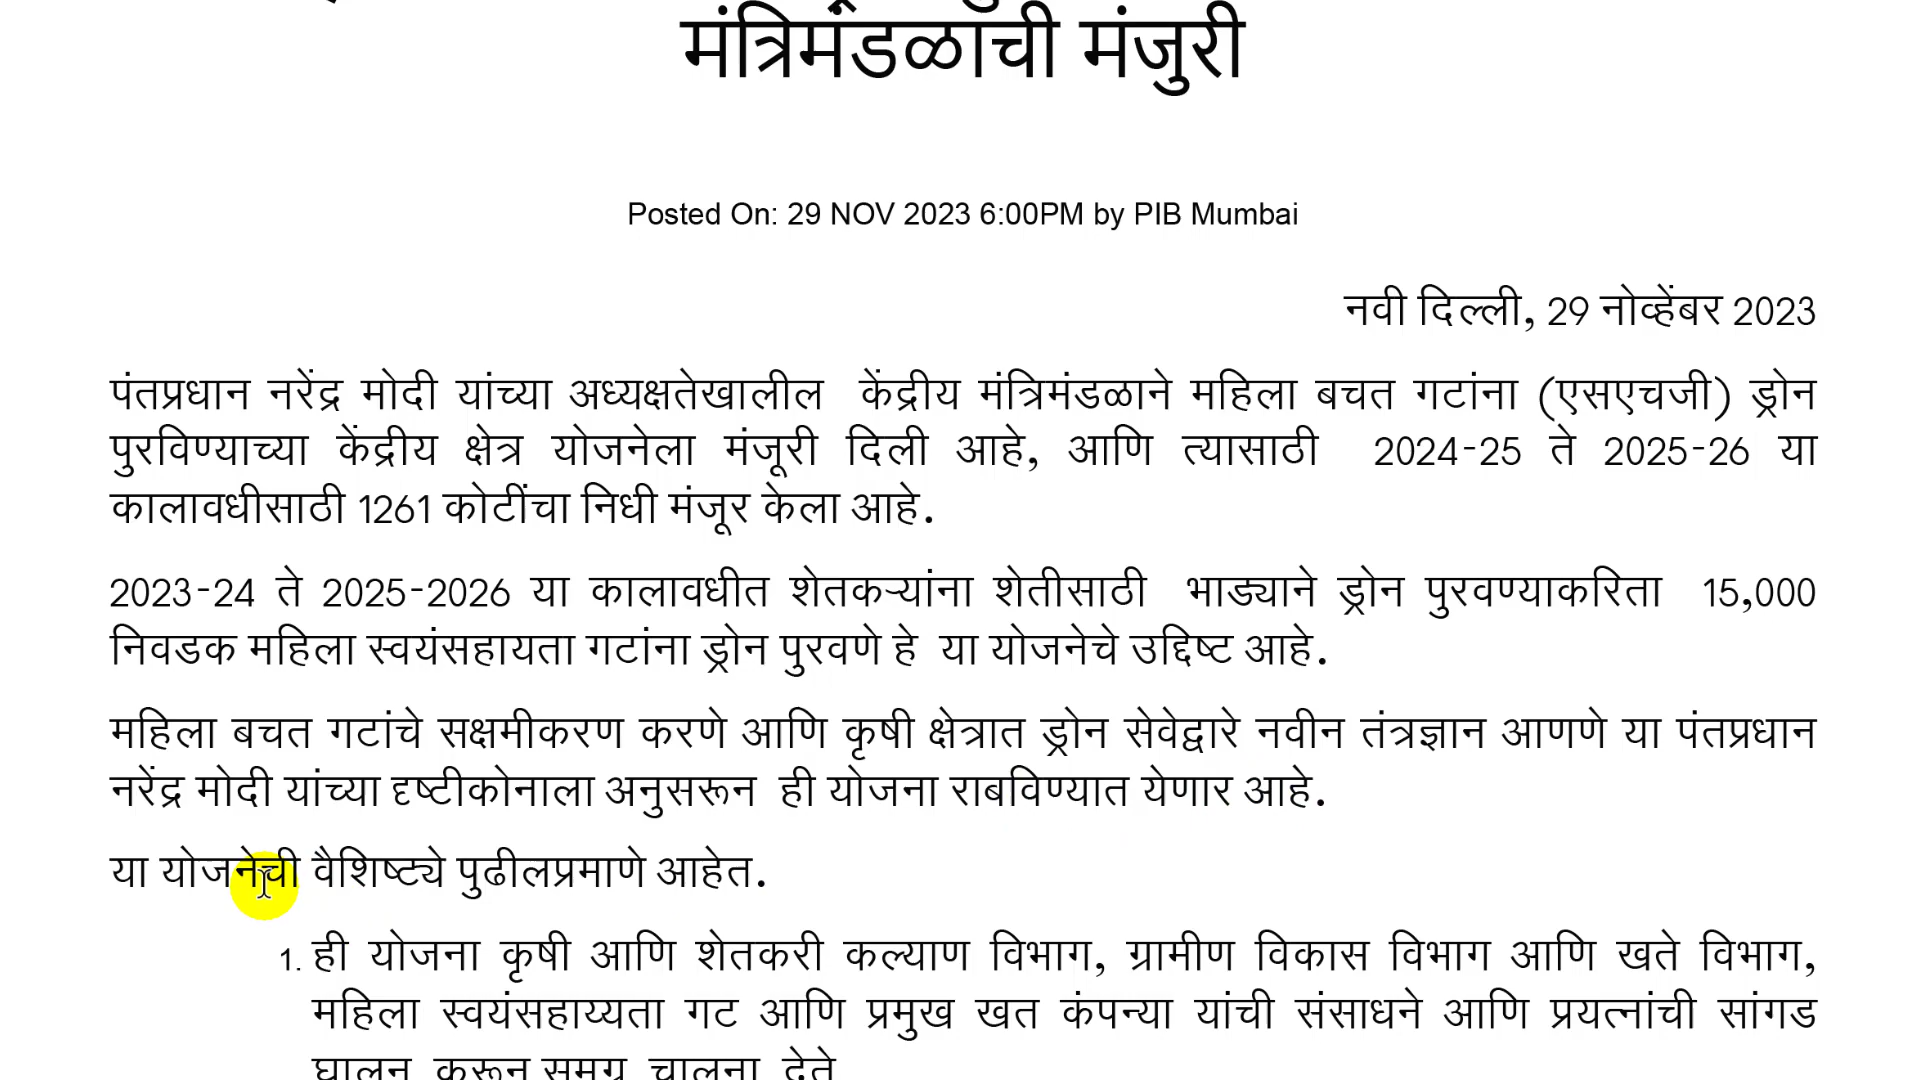 मंत्रिमंडळाची मंजुरी
Posted On: 29 NOV 2023 6:00PM by PIB Mumbai
नवी दिल्ली, 29 नोव्हेंबर 2023
पंतप्रधान नरेंद्र मोदी यांच्या अध्यक्षतेखालील केंद्रीय मंत्रिमंडळाने महिला बचत गटांना (एसएचजी) ड्रोन
पुरविण्याच्या केंद्रीय क्षेत्र योजनेला मंजूरी दिली आहे, आणि त्यासाठी 2024-25 ते 2025-26 या
कालावधीसाठी 1261 कोटींचा निधी मंजूर केला आहे.
2023-24 ते 2025-2026 या कालावधीत शेतकऱ्यांना शेतीसाठी भाड्याने ड्रोन पुरवण्याकरिता 15,000
निवडक महिला स्वयंसहायता गटांना ड्रोन पुरवणे हे या योजनेचे उद्दिष्ट आहे.
महिला बचत गटांचे सक्षमीकरण करणे आणि कृषी क्षेत्रात ड्रोन सेवेद्वारे नवीन तंत्रज्ञान आणणे या पंतप्रधान
नरेंद्र मोदी यांच्या दृष्टीकोनाला अनुसरून ही योजना राबविण्यात येणार आहे.
या योजनेची वैशिष्ट्ये पुढीलप्रमाणे आहेत.
1. ही योजना कृषी आणि शेतकरी कल्याण विभाग, ग्रामीण विकास विभाग आणि खते विभाग,
महिला स्वयंसहाय्यता गट आणि प्रमुख खत कंपन्या यांची संसाधने आणि प्रयत्नांची सांगड
घालून करून समग्र चालना देते